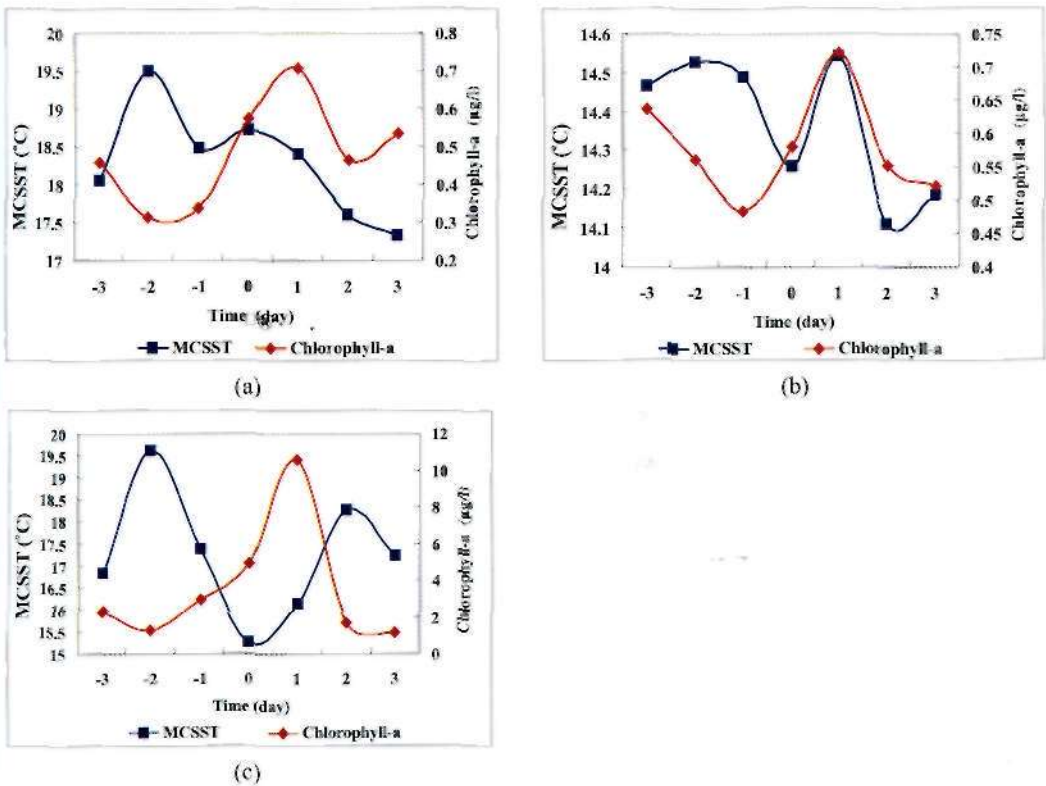 MCSST (°C)
20
19.5
19
18.5
18
17.5
17
0.8
0.7
0.6
0.5
0.4
0.3
0.2
Chlorophyll-a (μg/l)
-3 -2 -1 0 1 2 3
Time (day)
MCSST Chlorophyll-a
(a)
MCSST (°C)
14.6
14.5
14.4
14.3
14.2
14.1
14
0.75
0.7
0.65
0.6
0.55
0.5
0.45
0.4
Chlorophyll-a (μg/l)
-3 -2 -1 0 1 2 3
Time (day)
MCSST Chlorophyll-a
(b)
MCSST (°C)
20
19.5
19
18.5
18
17.5
17
16.5
16
15.5
15
12
10
8
6
4
2
0
Chlorophyll-a (μg/l)
-3 -2 -1 0 1 2 3
Time (day)
MCSST Chlorophyll-a
(c)